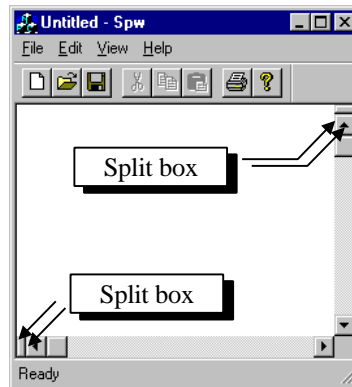 Untitled - Spw
File Edit View Help
Split box
Split box
Ready